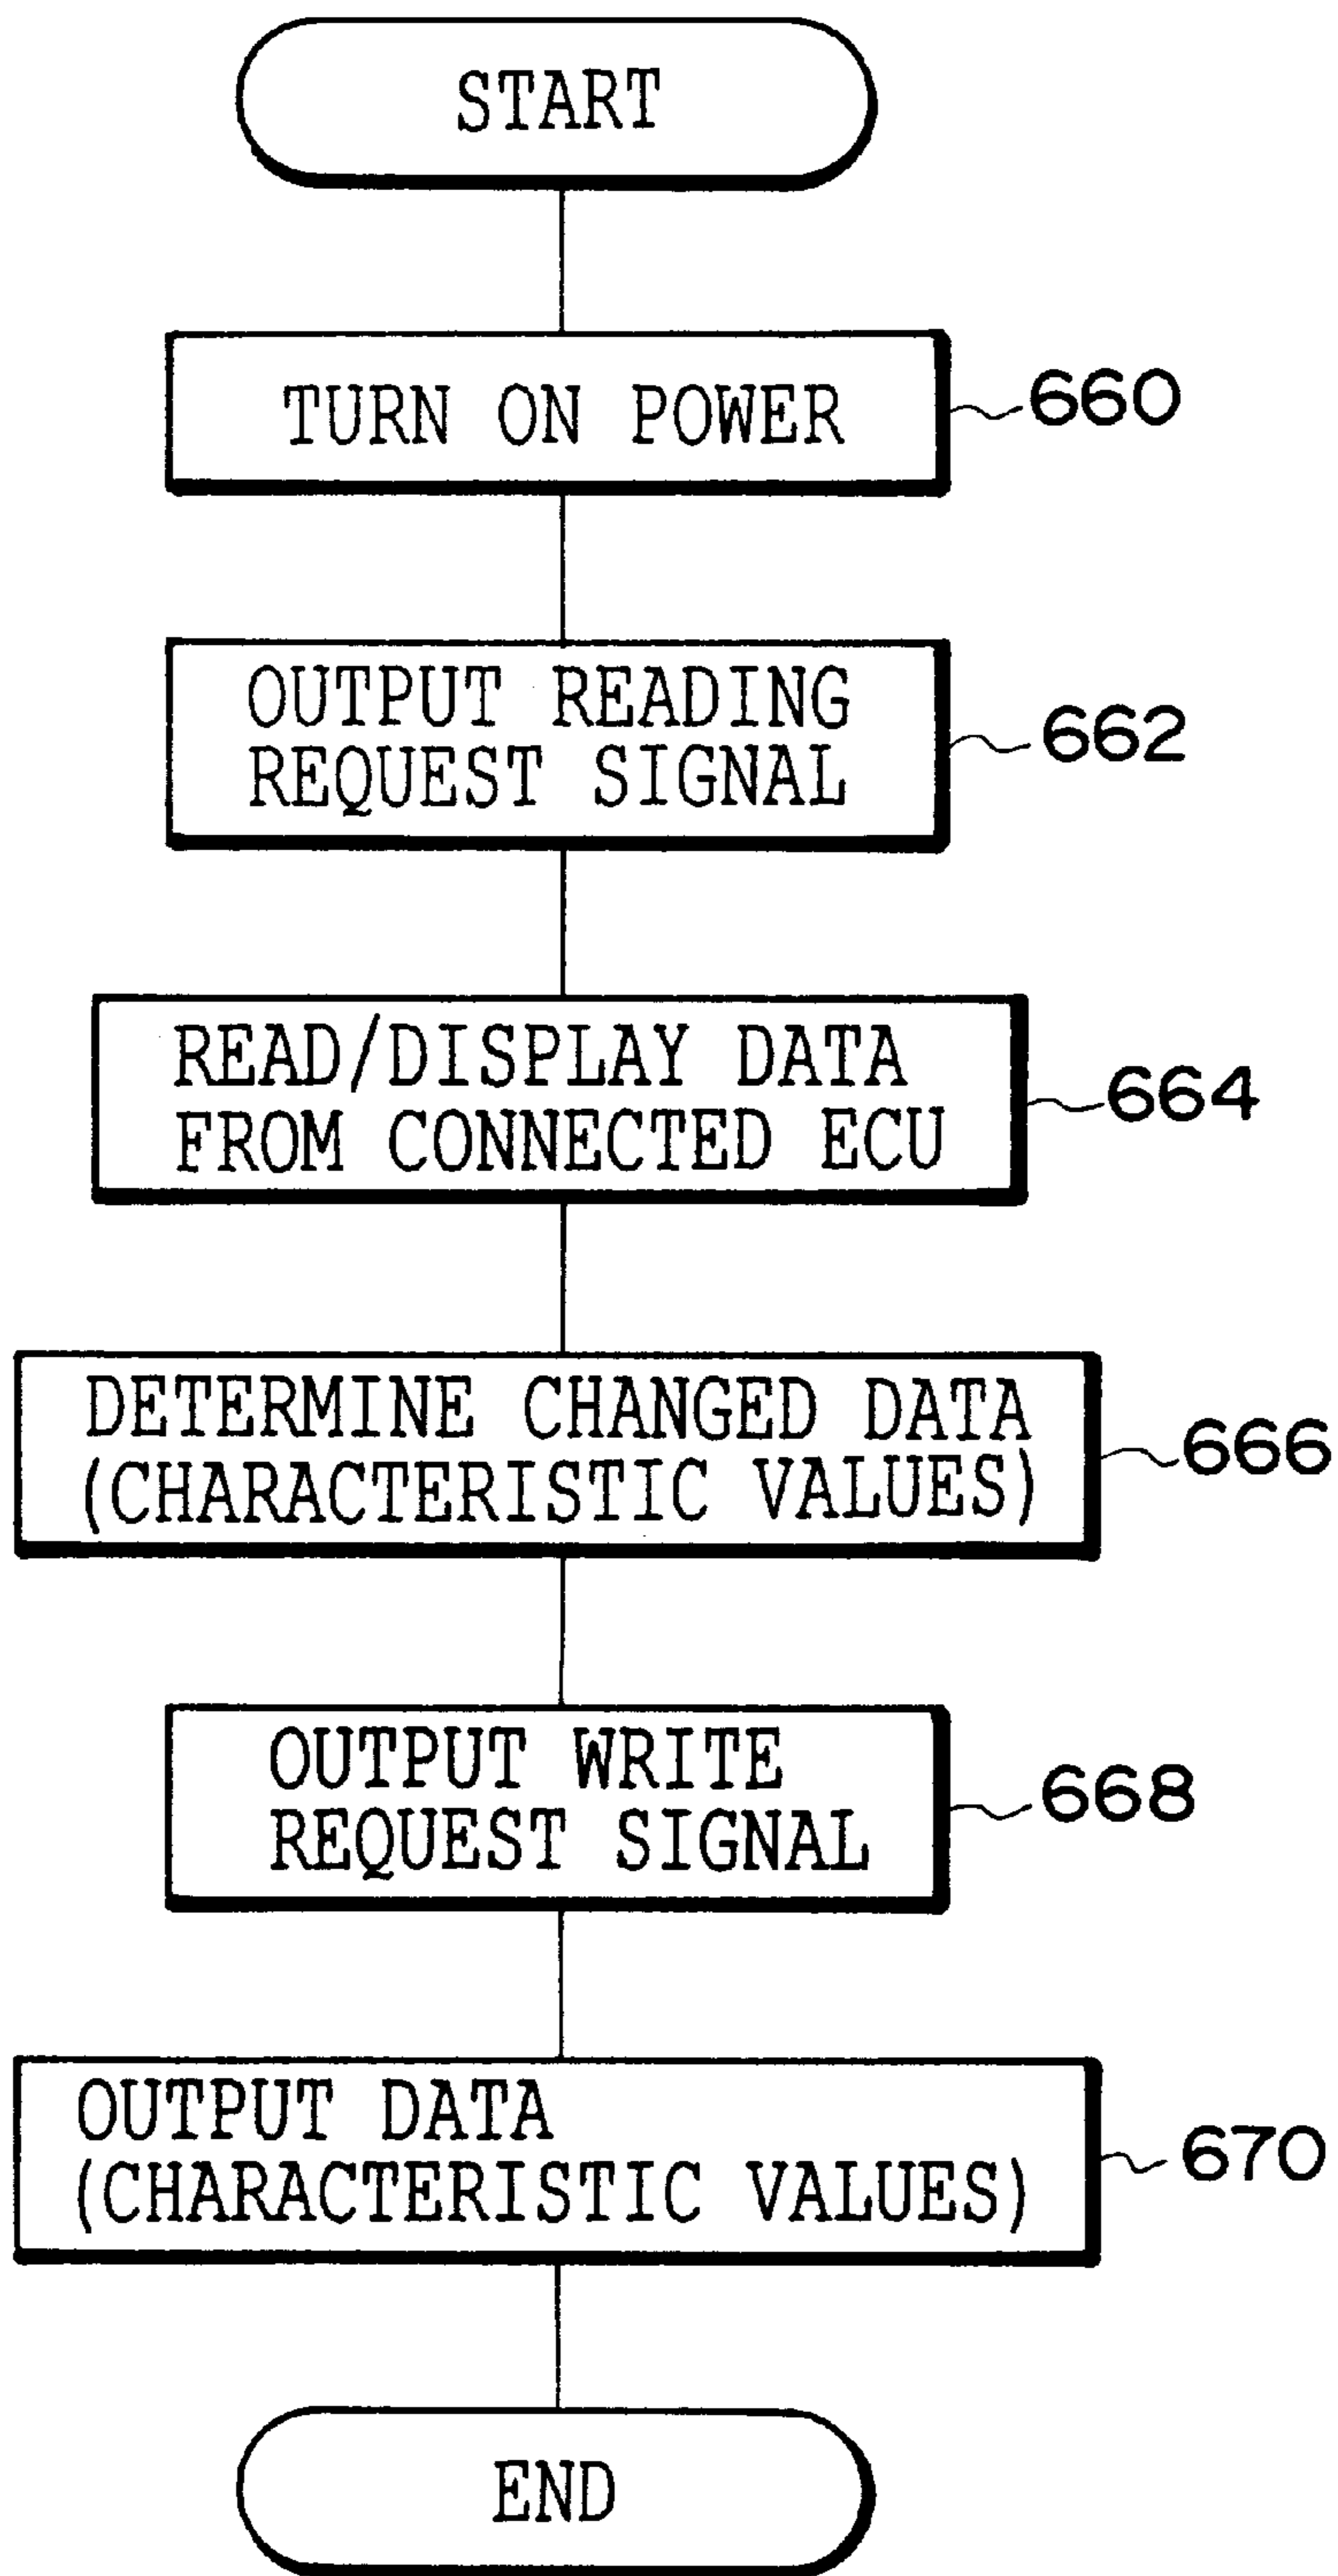 START
TURN ON POWER
660
OUTPUT READING
REQUEST SIGNAL
662
READ/DISPLAY DATA
FROM CONNECTED ECU
664
DETERMINE CHANGED DATA
(CHARACTERISTIC VALUES)
666
OUTPUT WRITE
REQUEST SIGNAL
668
OUTPUT DATA
(CHARACTERISTIC VALUES)
670
END